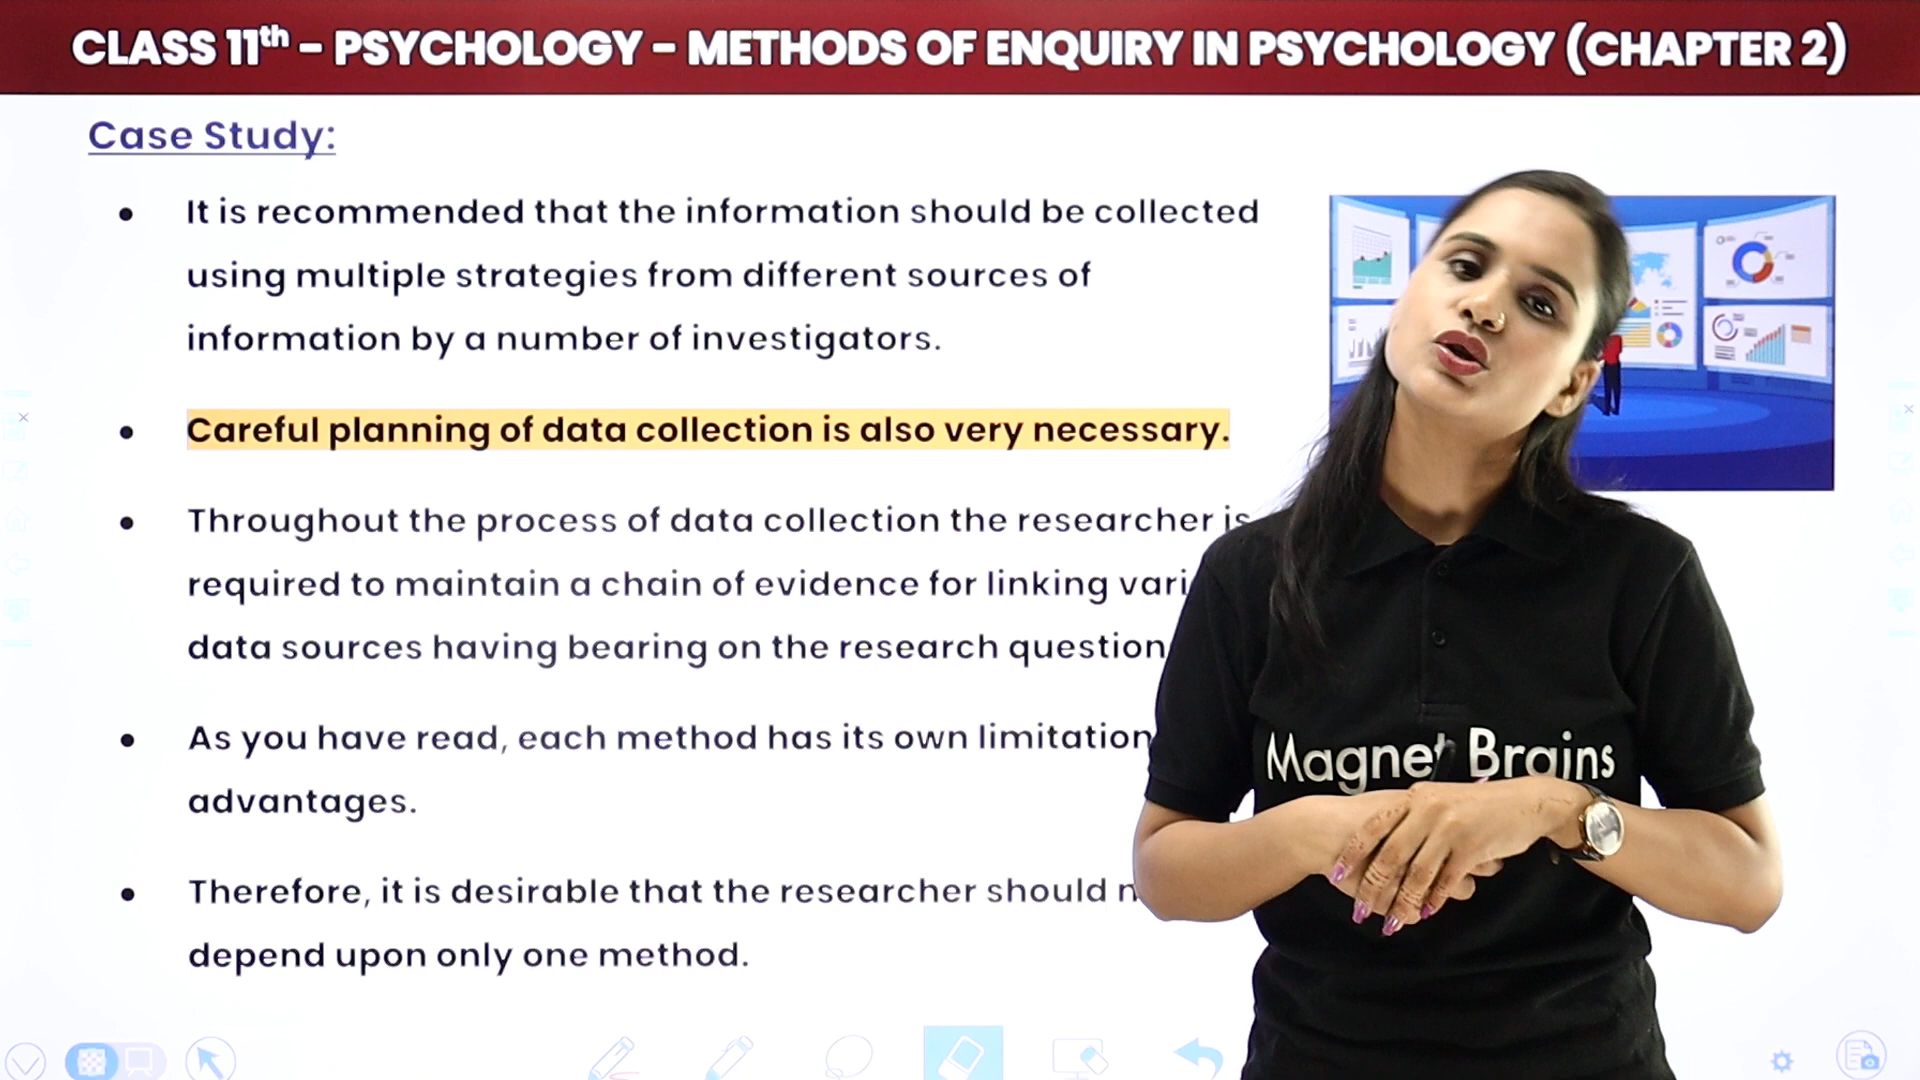 CLASS 11th – PSYCHOLOGY – METHODS OF ENQUIRY IN PSYCHOLOGY (CHAPTER 2)
Case Study:
• It is recommended that the information should be collected
using multiple strategies from different sources of
information by a number of investigators.
• Careful planning of data collection is also very necessary.
• Throughout the process of data collection the researcher is
required to maintain a chain of evidence for linking vari
data sources having bearing on the research question
• As you have read, each method has its own limitation
advantages.
• Therefore, it is desirable that the researcher should n
depend upon only one method.
Magnet Brains